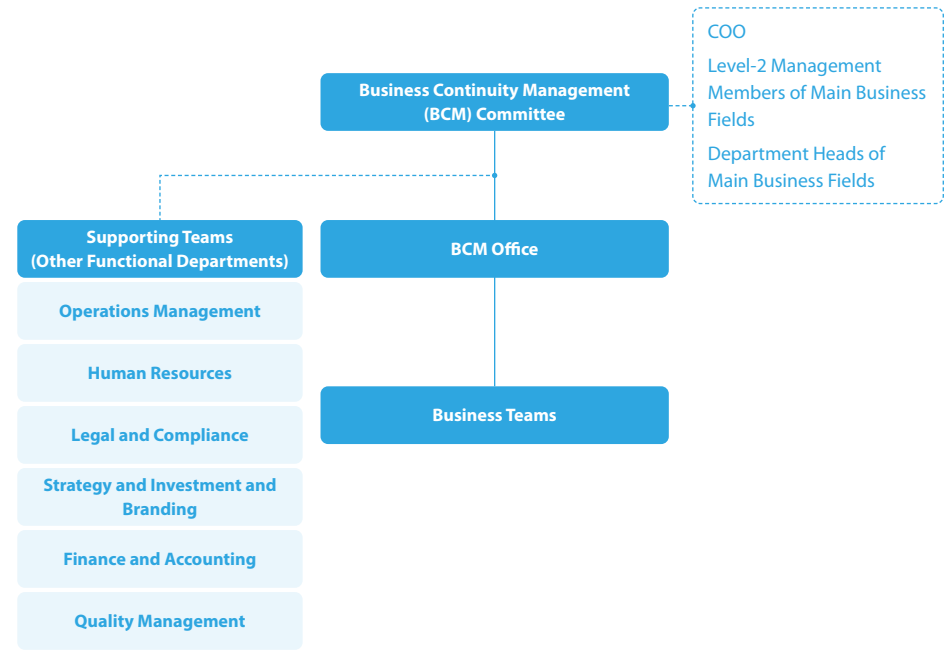 COO
Level-2 Management
Members of Main Business
Fields
Department Heads of
Main Business Fields
Business Continuity Management
(BCM) Committee
Supporting Teams
(Other Functional Departments)
BCM Office
Operations Management
Human Resources
Legal and Compliance
Strategy and Investment and
Branding
Finance and Accounting
Quality Management
Business Teams